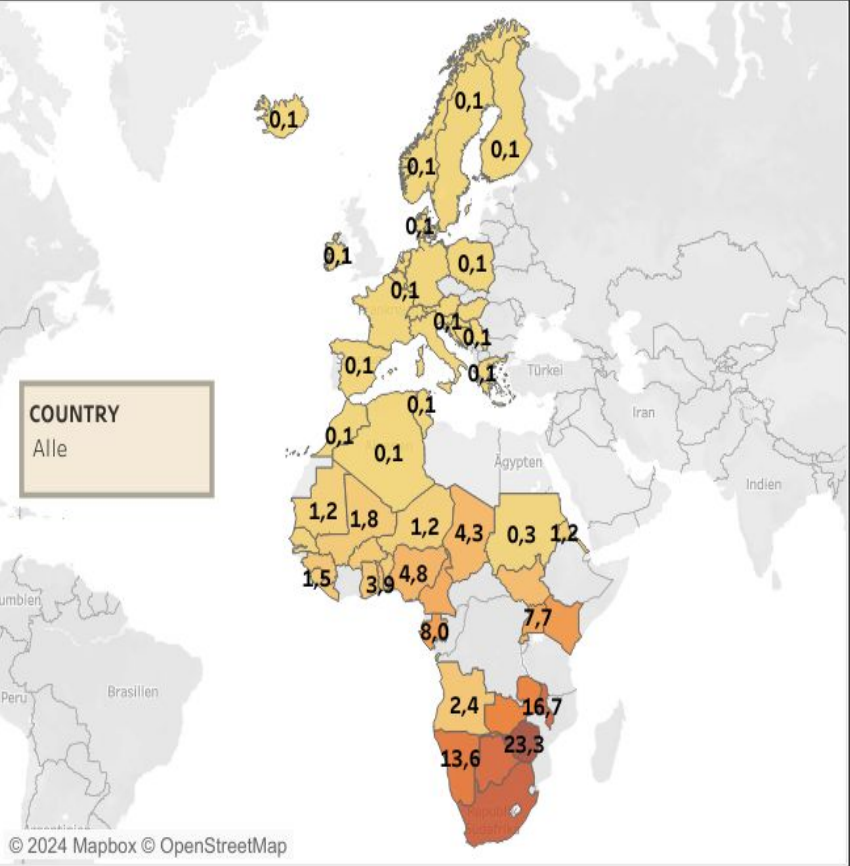 0,1
0,1
0,1
0,1
0,1
0,1
0,1
0,1
0,1
0,1
0,1
0,1
Türkei
COUNTRY
Alle
0,1
Iran
0,1
0,1
Ägypten
Indien
1,2
1,8
1,2
4,3
0,3
1,2
1,5
3,9
4,8
umbien
8,0
7,7
Peru
Brasilien
2,4
16,7
13,6
23,3
Republik
Südafrika
© 2024 Mapbox © OpenStreetMap